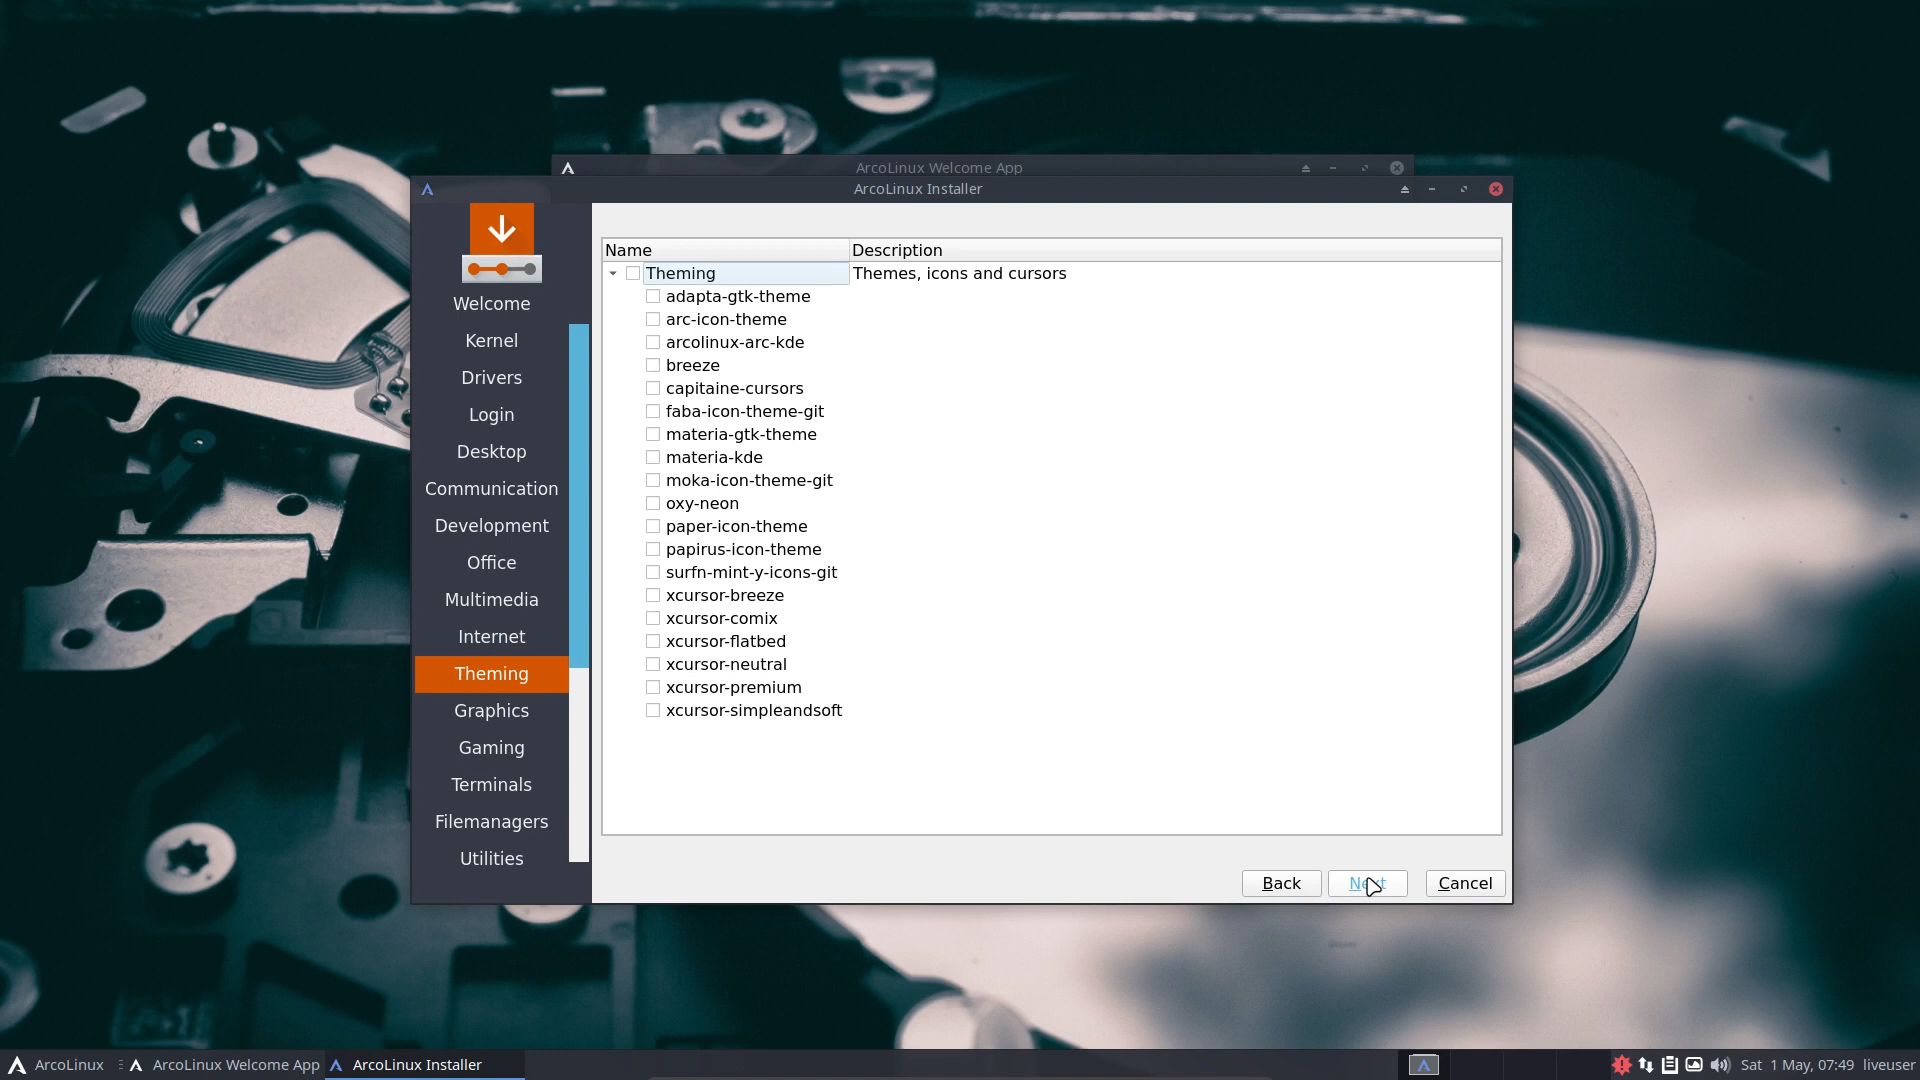 ArcoLinux Welcome App
ArcoLinux Installer
Welcome
Kernel
Drivers
Login
Desktop
Communication
Development
Office
Multimedia
Internet
Theming
Graphics
Gaming
Terminals
Filemanagers
Utilities
Name Description
Theming Themes, icons and cursors
adapta-gtk-theme
arc-icon-theme
arcolinux-arc-kde
breeze
capitaine-cursors
faba-icon-theme-git
materia-gtk-theme
materia-kde
moka-icon-theme-git
oxy-neon
paper-icon-theme
papirus-icon-theme
surfn-mint-y-icons-git
xcursor-breeze
xcursor-comix
xcursor-flatbed
xcursor-neutral
xcursor-premium
xcursor-simpleandsoft
Back Next Cancel
ArcoLinux ArcoLinux Welcome App ArcoLinux Installer Sat 1 May, 07:49 liveuser